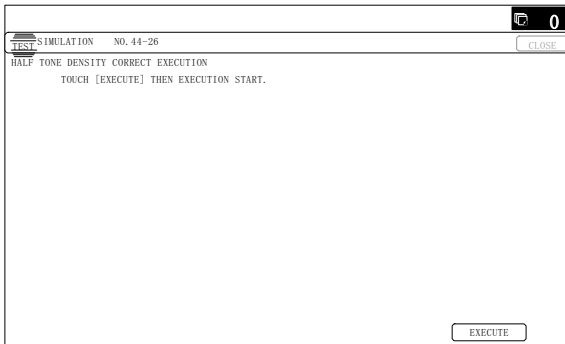 0
TEST SIMULATION NO.44-26
CLOSE
HALF TONE DENSITY CORRECT EXECUTION
TOUCH [EXECUTE] THEN EXECUTION START.
EXECUTE